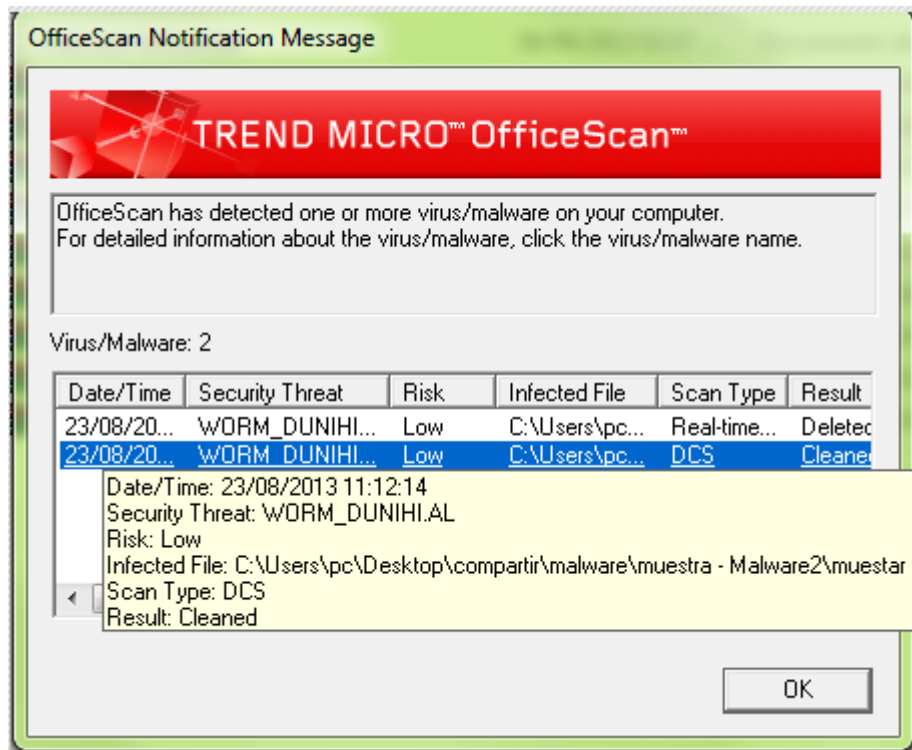 OfficeScan Notification Message
TREND MICRO™ OfficeScan™
OfficeScan has detected one or more virus/malware on your computer.
For detailed information about the virus/malware, click the virus/malware name.
Virus/Malware: 2
Date/Time Security Threat Risk Infected File Scan Type Result
23/08/20... WORM_DUNIHI... Low C:\Users\pc... Real-time... Deleted
23/08/20... WORM_DUNIHI... Low C:\Users\pc... DCS Cleaned
Date/Time: 23/08/2013 11:12:14
Security Threat: WORM_DUNIHI.AL
Risk: Low
Infected File: C:\Users\pc\Desktop\compartir\malware\muestra - Malware2\muestar
Scan Type: DCS
Result: Cleaned
OK